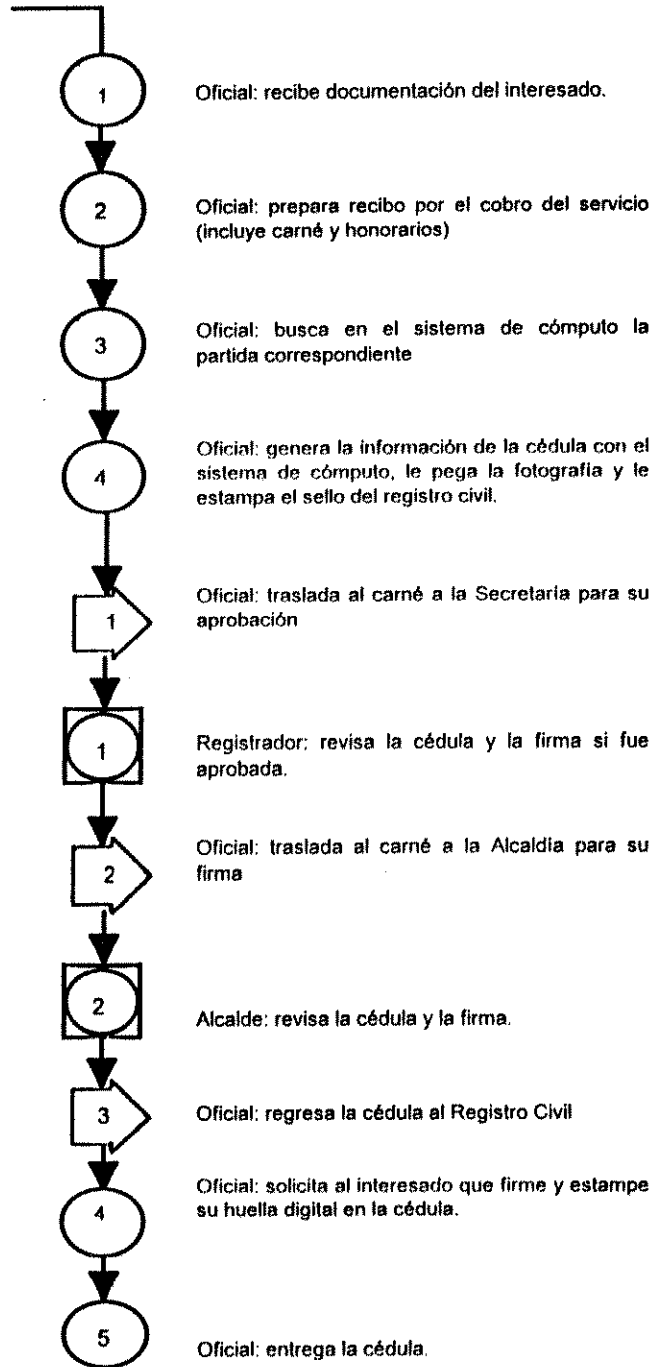 1
Oficial: recibe documentación del interesado.
2
Oficial: prepara recibo por el cobro del servicio
(incluye carné y honorarios)
3
Oficial: busca en el sistema de cómputo la
partida correspondiente
4
Oficial: genera la información de la cédula con el
sistema de cómputo, le pega la fotografía y le
estampa el sello del registro civil.
1
Oficial: traslada al carné a la Secretaria para su
aprobación
1
Registrador: revisa la cédula y la firma si fue
aprobada.
2
Oficial: traslada al carné a la Alcaldía para su
firma
2
Alcalde: revisa la cédula y la firma.
3
Oficial: regresa la cédula al Registro Civil
4
Oficial: solicita al interesado que firme y estampe
su huella digital en la cédula.
5
Oficial: entrega la cédula.